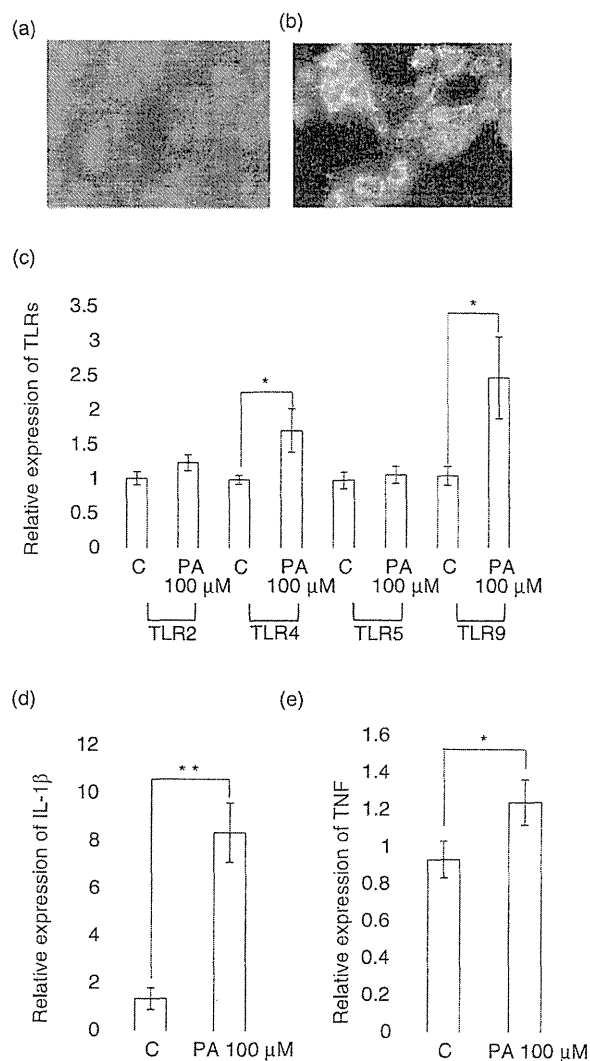 (a)
(b)
(c)
Relative expression of TLRs
3.5
3
2.5
2
1.5
1
0.5
0
*
*
C PA C PA C PA C PA
100 μM 100 μM 100 μM 100 μM
TLR2 TLR4 TLR5 TLR9
(d)
Relative expression of IL-1β
12
10
8
6
4
2
0
**
C PA 100 μM
(e)
Relative expression of TNF
1.6
1.4
1.2
1
0.8
0.6
0.4
0.2
0
*
C PA 100 μM